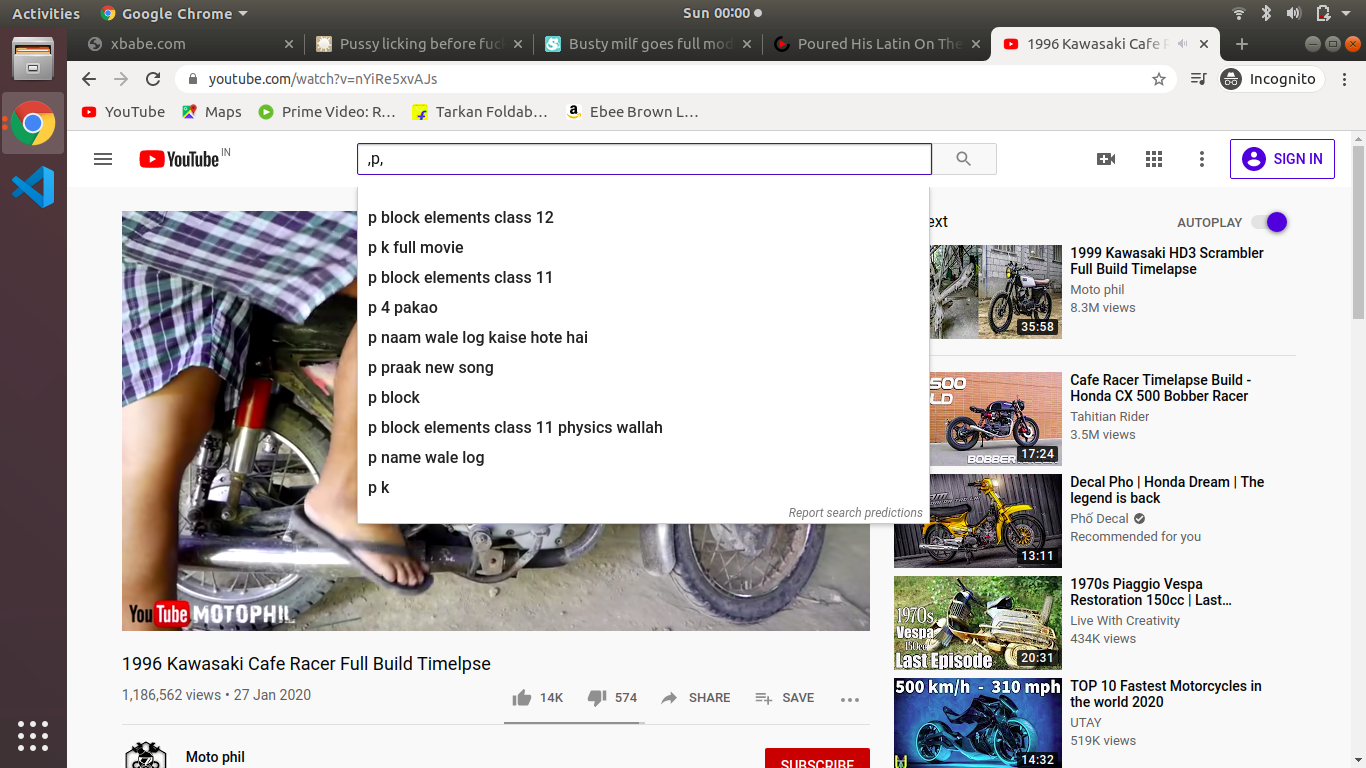 Activities
Google Chrome
Sun 00:00
xbabe.com
Pussy licking before fuc
Busty milf goes full mod
Poured His Latin On The
1996 Kawasaki Cafe R
youtube.com/watch?v=nYiRe5xvAJs
Incognito
YouTube
Maps
Prime Video: R…
Tarkan Foldab…
Ebee Brown L…
YouTube IN
,p,
SIGN IN
p block elements class 12
p k full movie
p block elements class 11
p 4 pakao
p naam wale log kaise hote hai
p praak new song
p block
p block elements class 11 physics wallah
p name wale log
p k
Report search predictions
YouTube MOTOPHIL
1996 Kawasaki Cafe Racer Full Build Timelpse
1,186,562 views • 27 Jan 2020
14K
574
SHARE
SAVE
Moto phil
SUBSCRIBE
ext
AUTOPLAY
35:58
1999 Kawasaki HD3 Scrambler
Full Build Timelapse
Moto phil
8.3M views
17:24
BOBBER RACER
Cafe Racer Timelapse Build -
Honda CX 500 Bobber Racer
Tahitian Rider
3.5M views
13:11
Decal Pho | Honda Dream | The
legend is back
Phố Decal
Recommended for you
1970s
Vespa
150cc
Last Episode
20:31
1970s Piaggio Vespa
Restoration 150cc | Last…
Live With Creativity
434K views
500 km/h - 310 mph
14:32
TOP 10 Fastest Motorcycles in
the world 2020
UTAY
519K views